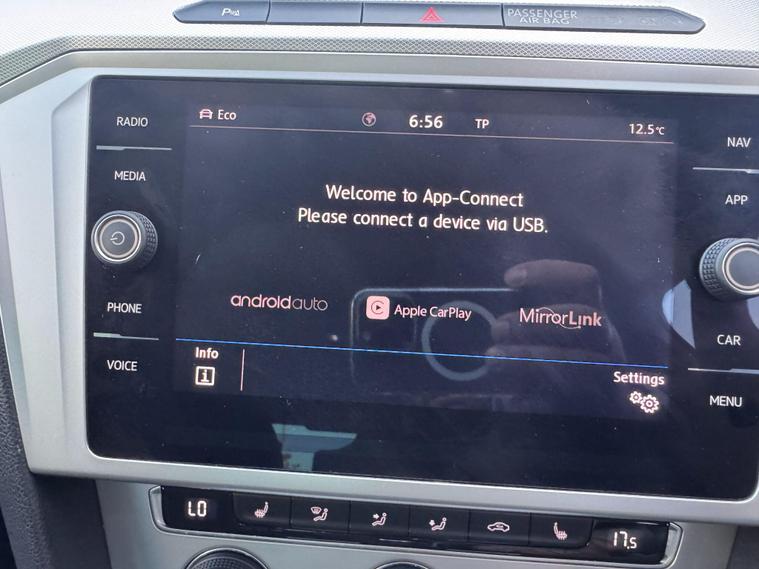 P
PASSENGER
AIR BAG
RADIO
Eco
6:56
TP
12.5°C
NAV
MEDIA
APP
Welcome to App-Connect
Please connect a device via USB.
PHONE
androidauto
Apple CarPlay
MirrorLink
CAR
VOICE
Info
i
Settings
MENU
LO
17.5